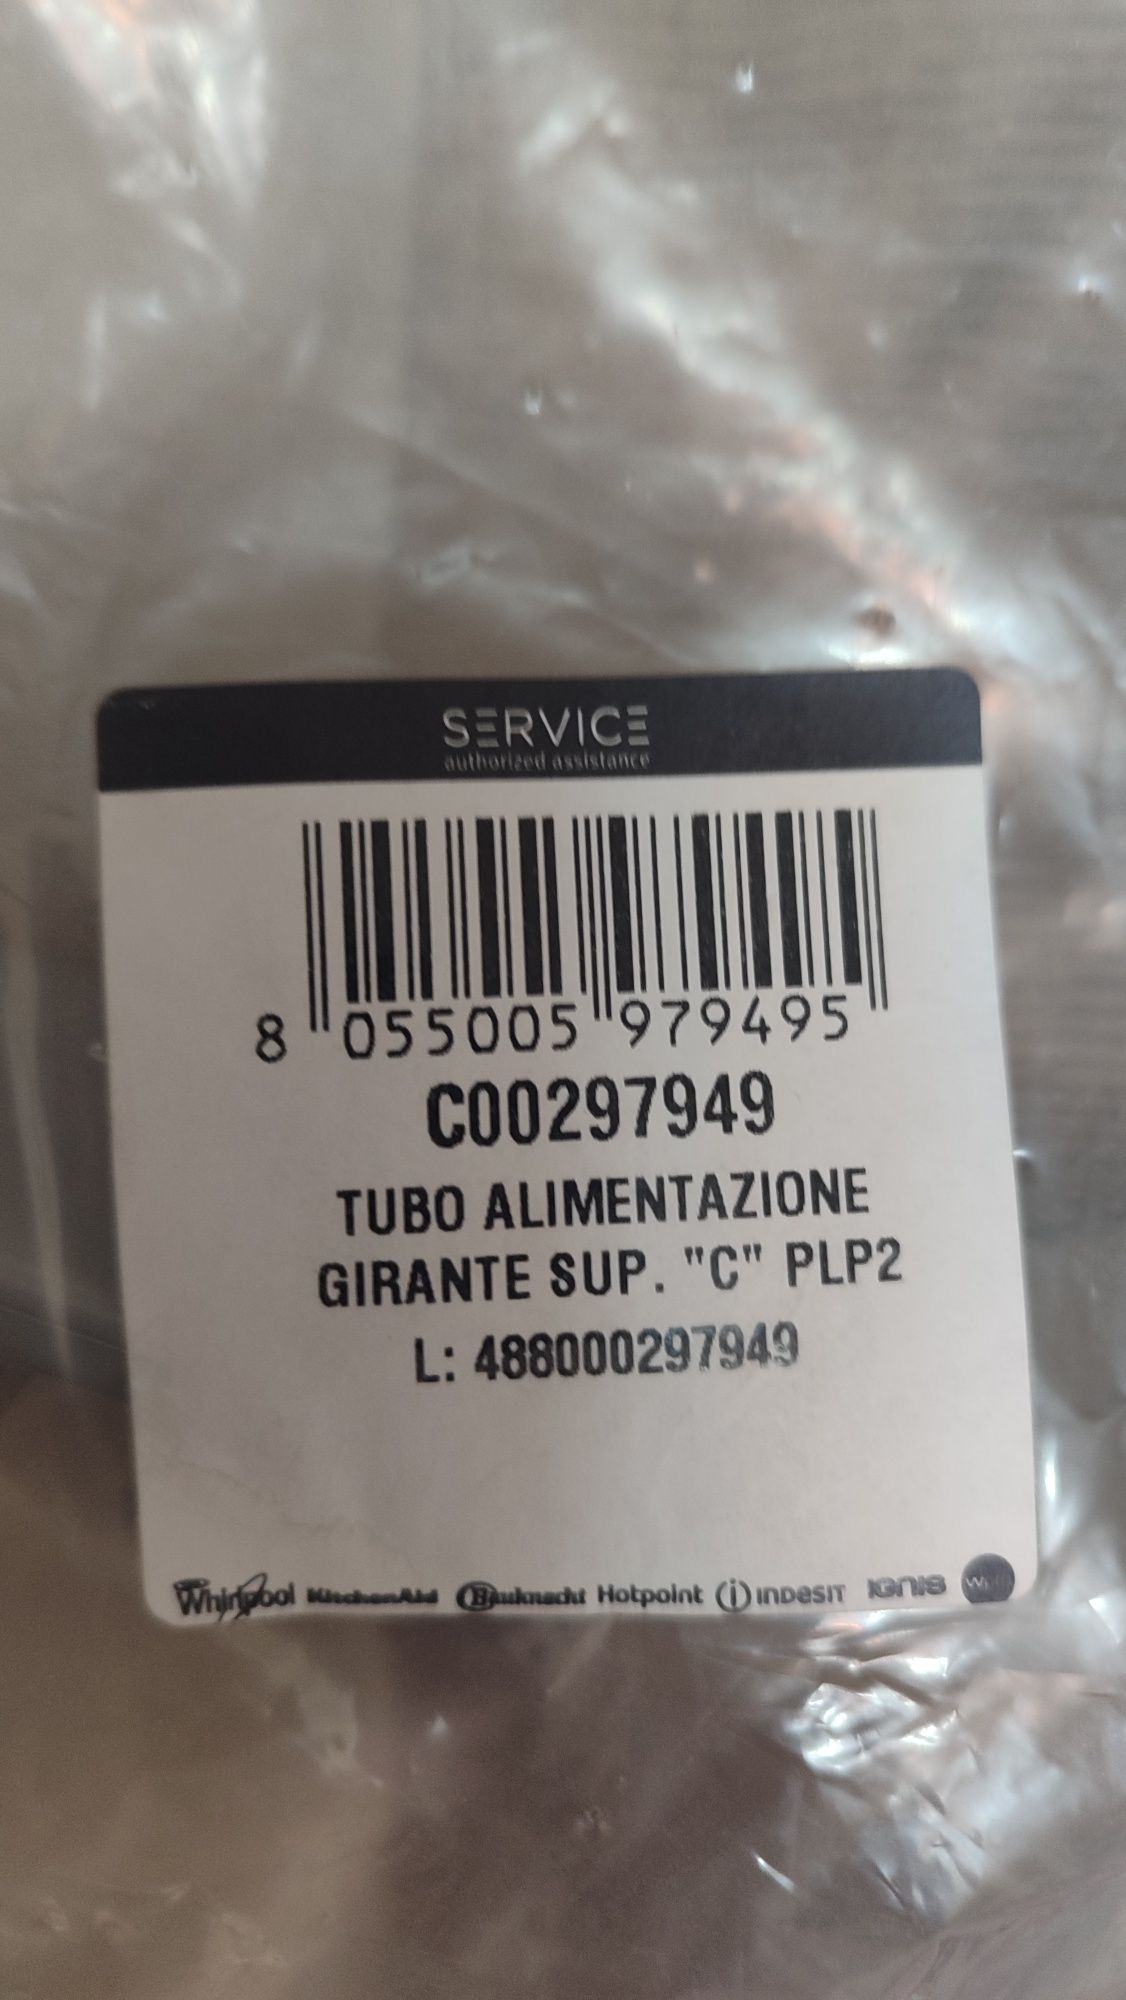 SERVICE
authorized assistance
8 055005 979495
C00297949
TUBO ALIMENTAZIONE
GIRANTE SUP. "C" PLP2
L: 488000297949
Whirlpool KitchenAid Bauknecht Hotpoint i INDESIT IGNIS